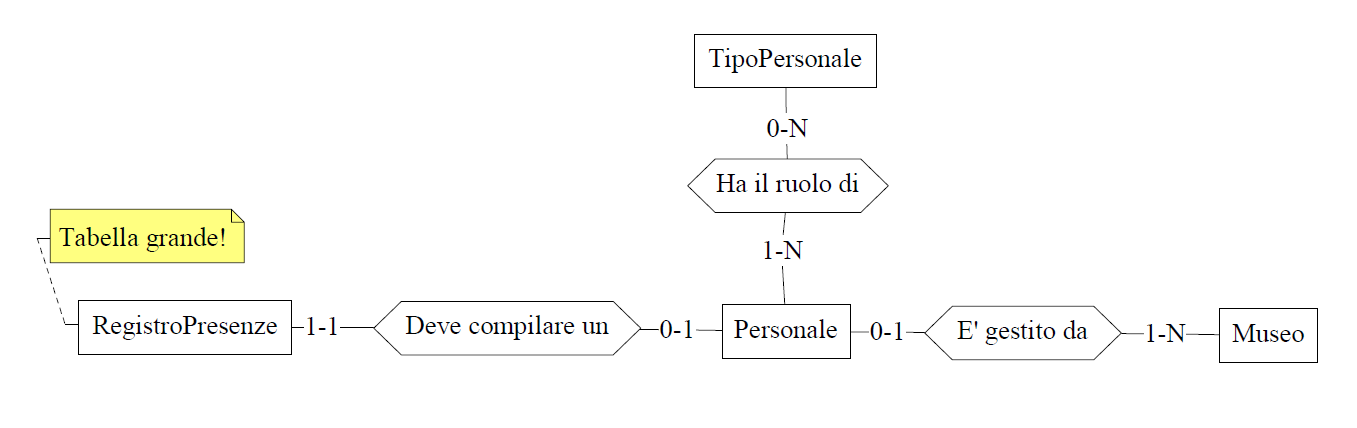 TipoPersonale
0-N
Ha il ruolo di
Tabella grande!
1-N
RegistroPresenze 1-1 Deve compilare un 0-1 Personale 0-1 E' gestito da 1-N Museo